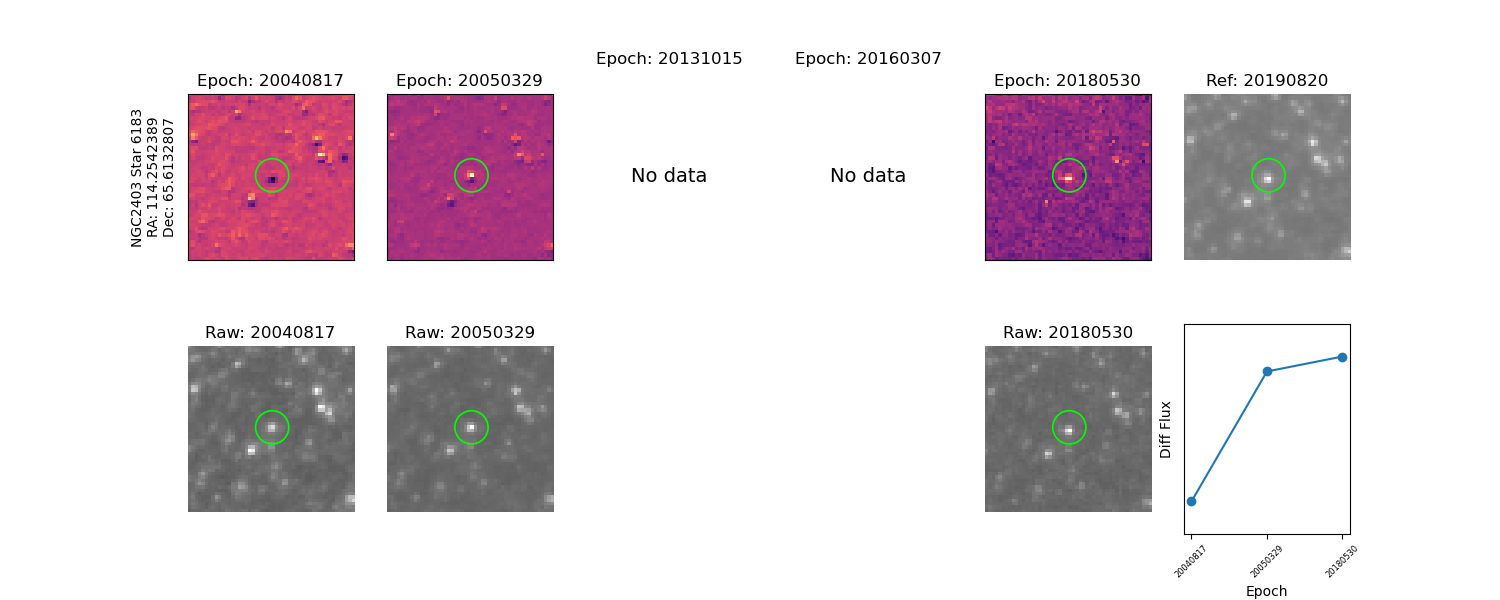 Epoch: 20040817
Epoch: 20050329
Epoch: 20131015
Epoch: 20160307
Epoch: 20180530
Ref: 20190820
NGC2403 Star 6183
RA: 114.2542389
Dec: 65.6132807
No data
No data
Raw: 20040817
Raw: 20050329
Raw: 20180530
Diff Flux
20040817
20050329
20180530
Epoch